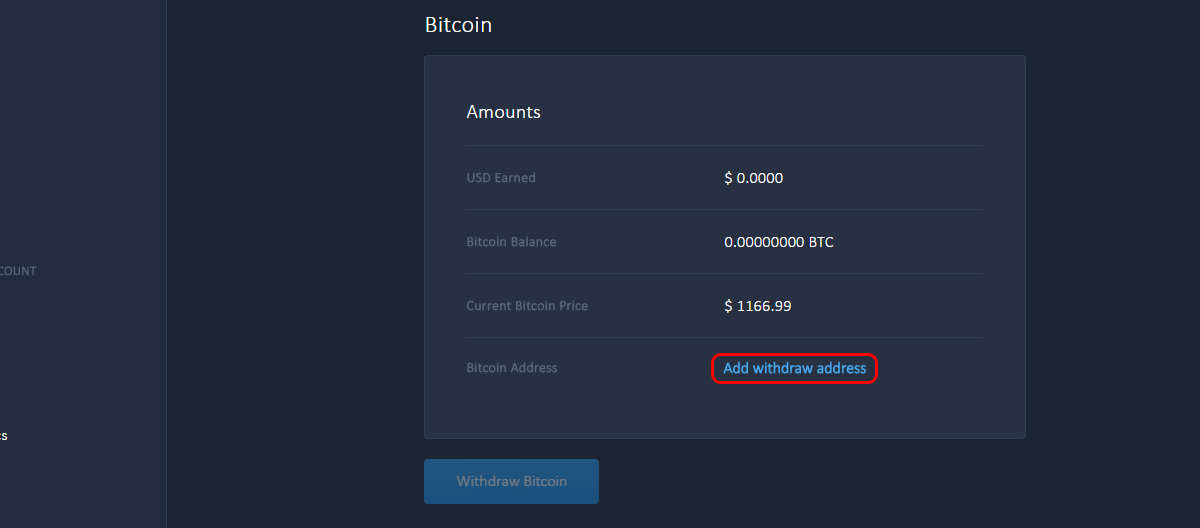 Bitcoin
Amounts
USD Earned $ 0.0000
Bitcoin Balance 0.00000000 BTC
COUNT
Current Bitcoin Price $ 1166.99
Bitcoin Address Add withdraw address
cs
Withdraw Bitcoin